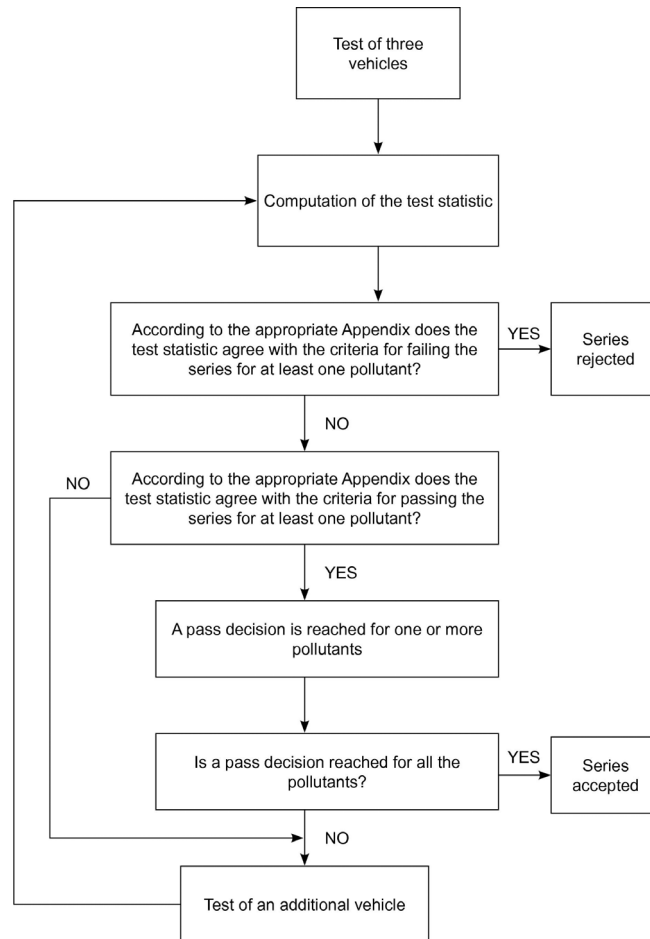 Test of three
vehicles
Computation of the test statistic
According to the appropriate Appendix does the
test statistic agree with the criteria for failing the
series for at least one pollutant?
YES
Series
rejected
NO
According to the appropriate Appendix does the
test statistic agree with the criteria for passing the
series for at least one pollutant?
NO
YES
A pass decision is reached for one or more
pollutants
Is a pass decision reached for all the
pollutants?
YES
Series
accepted
NO
Test of an additional vehicle